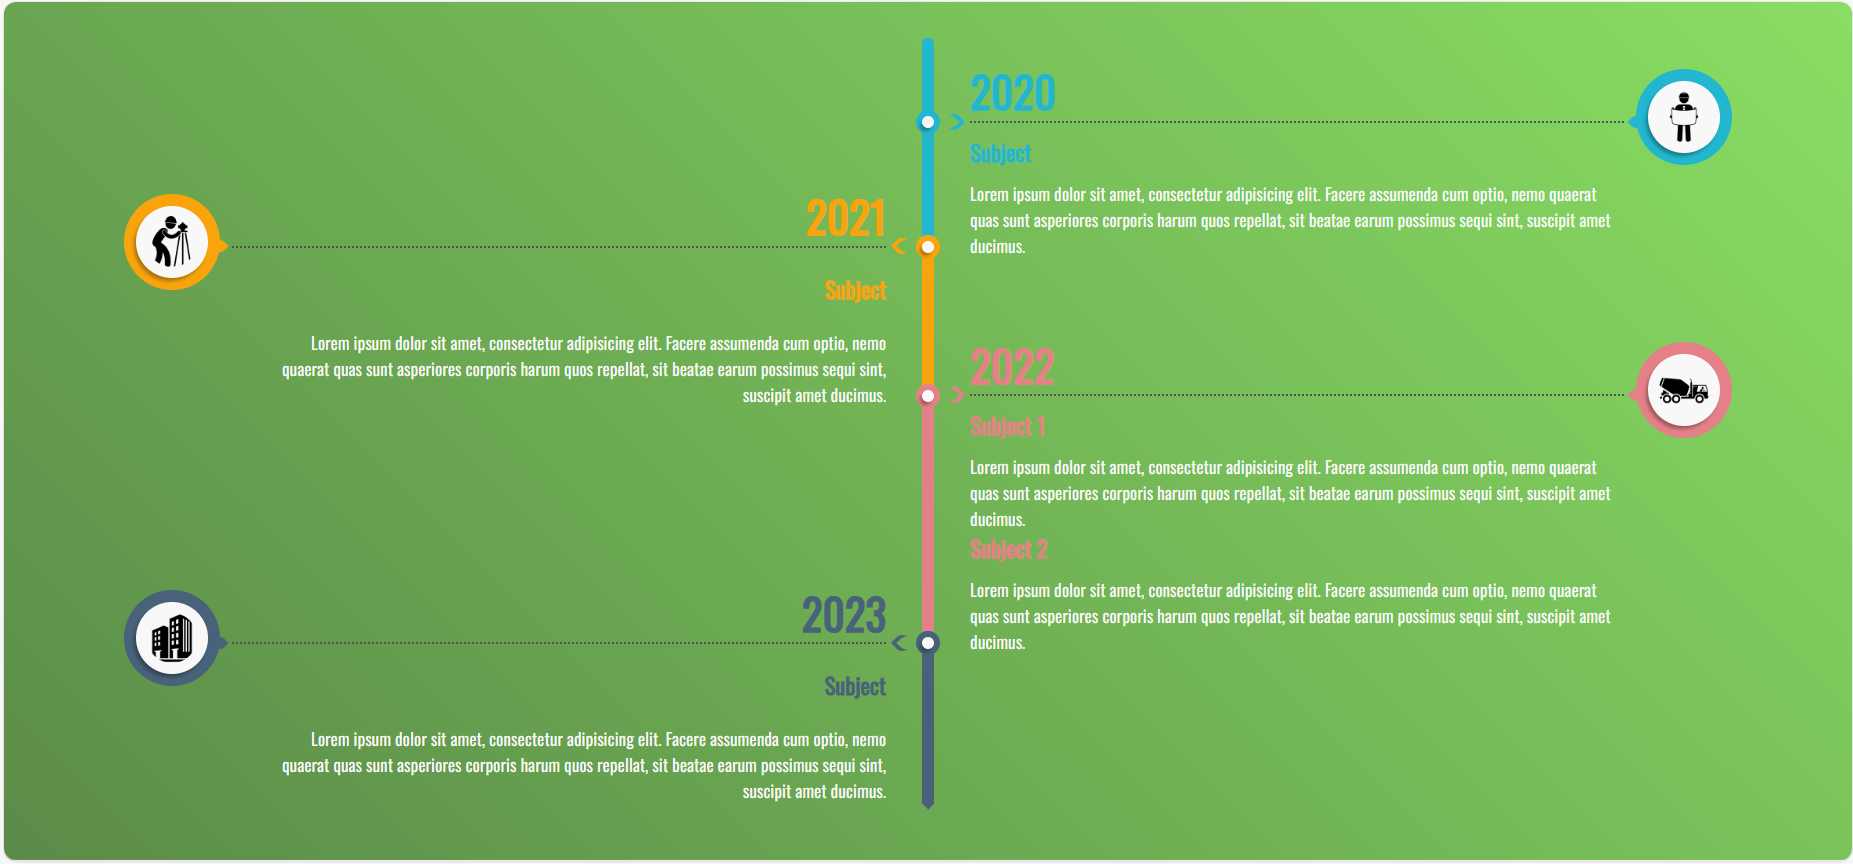 2020
Subject
Lorem ipsum dolor sit amet, consectetur adipisicing elit. Facere assumenda cum optio, nemo quaerat
quas sunt asperiores corporis harum quos repellat, sit beatae earum possimus sequi sint, suscipit amet
ducimus.
2021
Subject
Lorem ipsum dolor sit amet, consectetur adipisicing elit. Facere assumenda cum optio, nemo
quaerat quas sunt asperiores corporis harum quos repellat, sit beatae earum possimus sequi sint,
suscipit amet ducimus.
2022
Subject 1
Lorem ipsum dolor sit amet, consectetur adipisicing elit. Facere assumenda cum optio, nemo quaerat
quas sunt asperiores corporis harum quos repellat, sit beatae earum possimus sequi sint, suscipit amet
ducimus.
Subject 2
Lorem ipsum dolor sit amet, consectetur adipisicing elit. Facere assumenda cum optio, nemo quaerat
quas sunt asperiores corporis harum quos repellat, sit beatae earum possimus sequi sint, suscipit amet
ducimus.
2023
Subject
Lorem ipsum dolor sit amet, consectetur adipisicing elit. Facere assumenda cum optio, nemo
quaerat quas sunt asperiores corporis harum quos repellat, sit beatae earum possimus sequi sint,
suscipit amet ducimus.